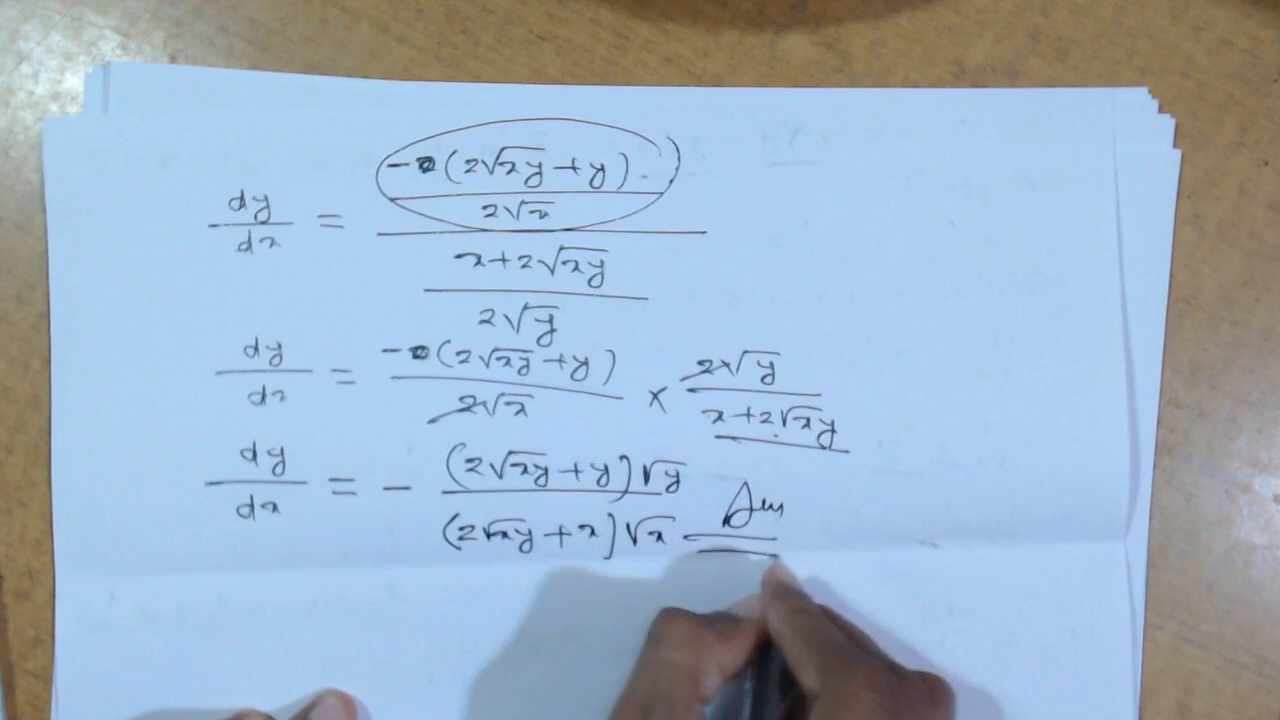 dy/dx = (-(2√xy + y) / 2√x) / ((x + 2√xy) / 2√y)
dy/dx = -(2√xy + y) / 2√x × 2√y / (x + 2√xy)
dy/dx = - (2√xy + y)√y / (2√xy + x)√x Ans